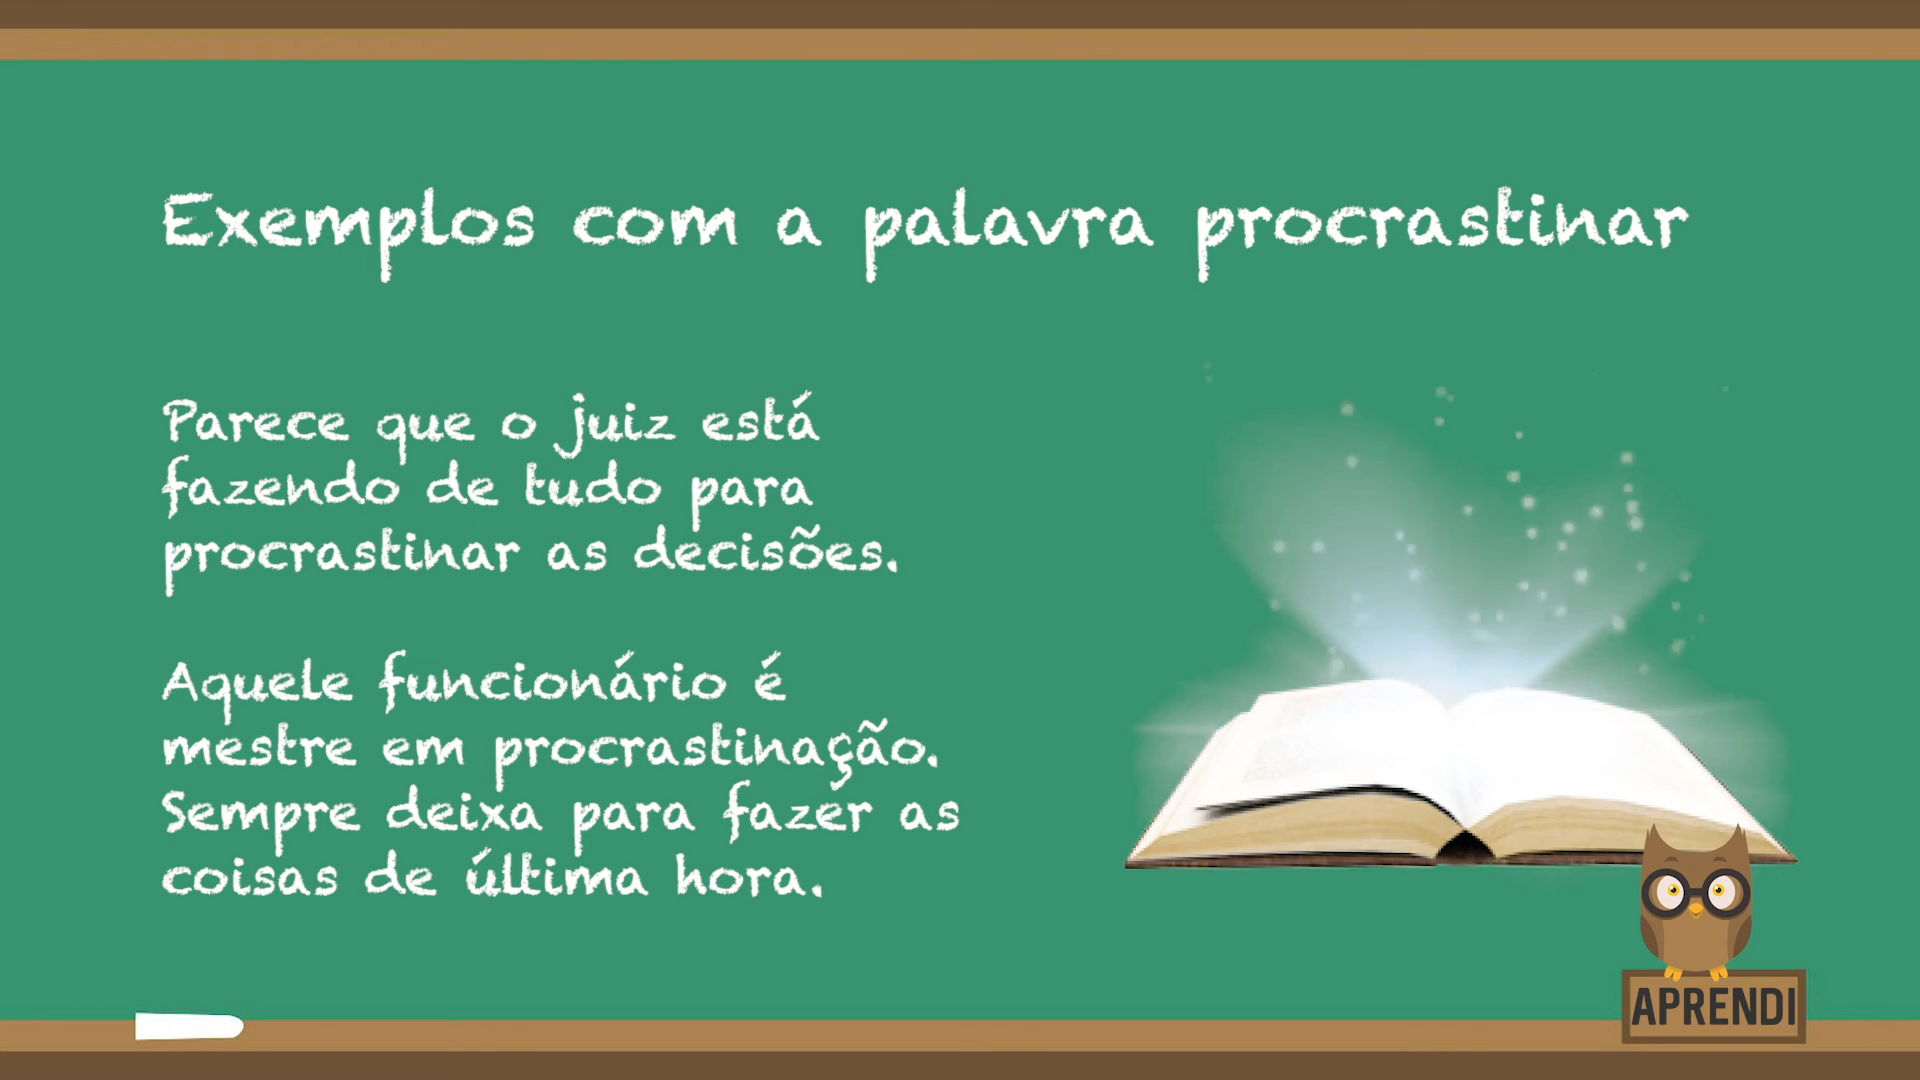 Exemplos com a palavra procrastinar
Parece que o juiz está
fazendo de tudo para
procrastinar as decisões.
Aquele funcionário é
mestre em procrastinação.
Sempre deixa para fazer as
coisas de última hora.
APRENDI